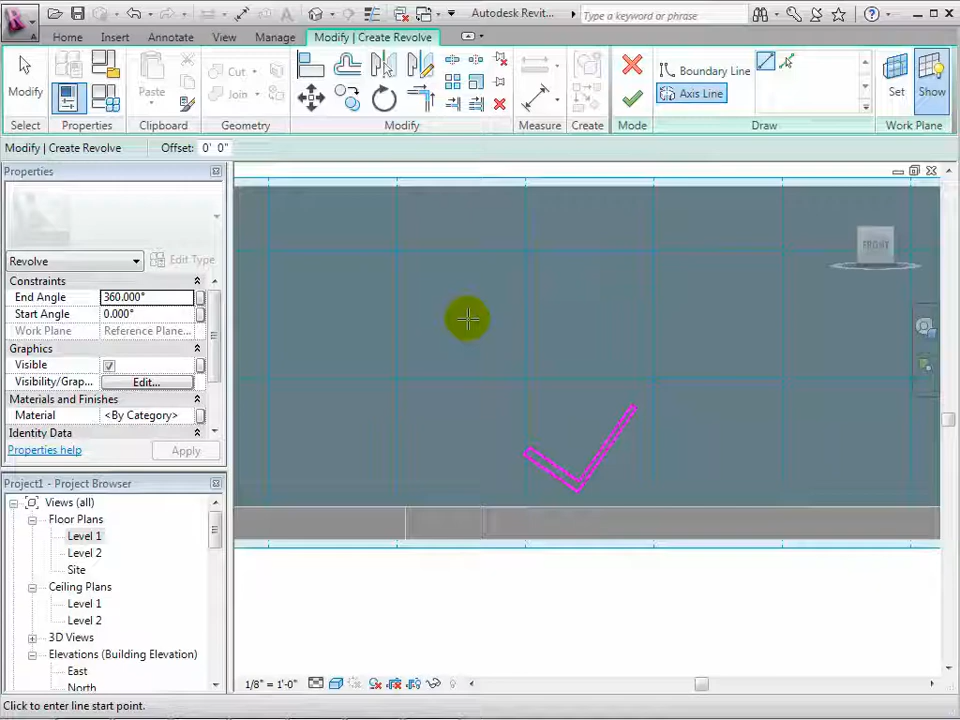 Autodesk Revit...
Type a keyword or phrase
Home Insert Annotate View Manage Modify | Create Revolve
Modify
Paste
Cut
Join
Boundary Line
Axis Line
Set
Show
Select Properties Clipboard Geometry Modify Measure Create Mode Draw Work Plane
Modify | Create Revolve Offset: 0' 0"
Properties
Revolve Edit Type
Constraints
End Angle 360.000°
Start Angle 0.000°
Work Plane Reference Plane...
Graphics
Visible
Visibility/Grap... Edit...
Materials and Finishes
Material <By Category>
Identity Data
Properties help Apply
Project1 - Project Browser
Views (all)
Floor Plans
Level 1
Level 2
Site
Ceiling Plans
Level 1
Level 2
3D Views
Elevations (Building Elevation)
East
North
FRONT
1/8" = 1'-0"
Click to enter line start point.